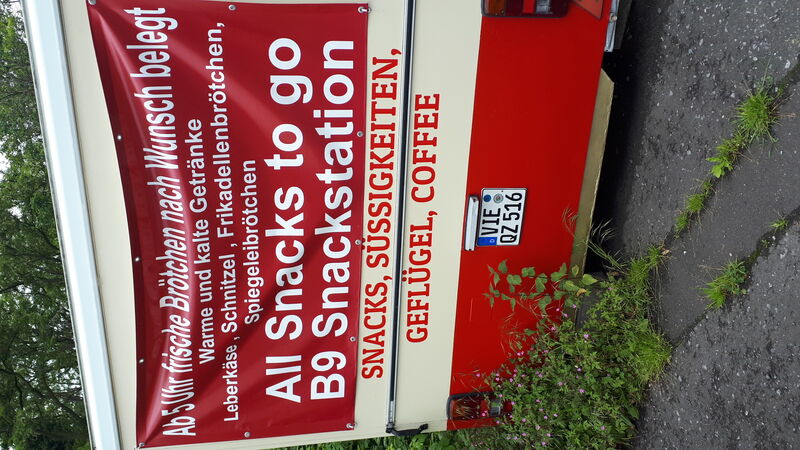 Ab 5 Uhr frische Brötchen nach Wunsch belegt
Warme und kalte Getränke
Leberkäse , Schnitzel , Frikadellenbrötchen,
Spiegeleibrötchen
All Snacks to go
B9 Snackstation
SNACKS, SÜSSIGKEITEN,
GEFLÜGEL, COFFEE
VIE
QZ 516